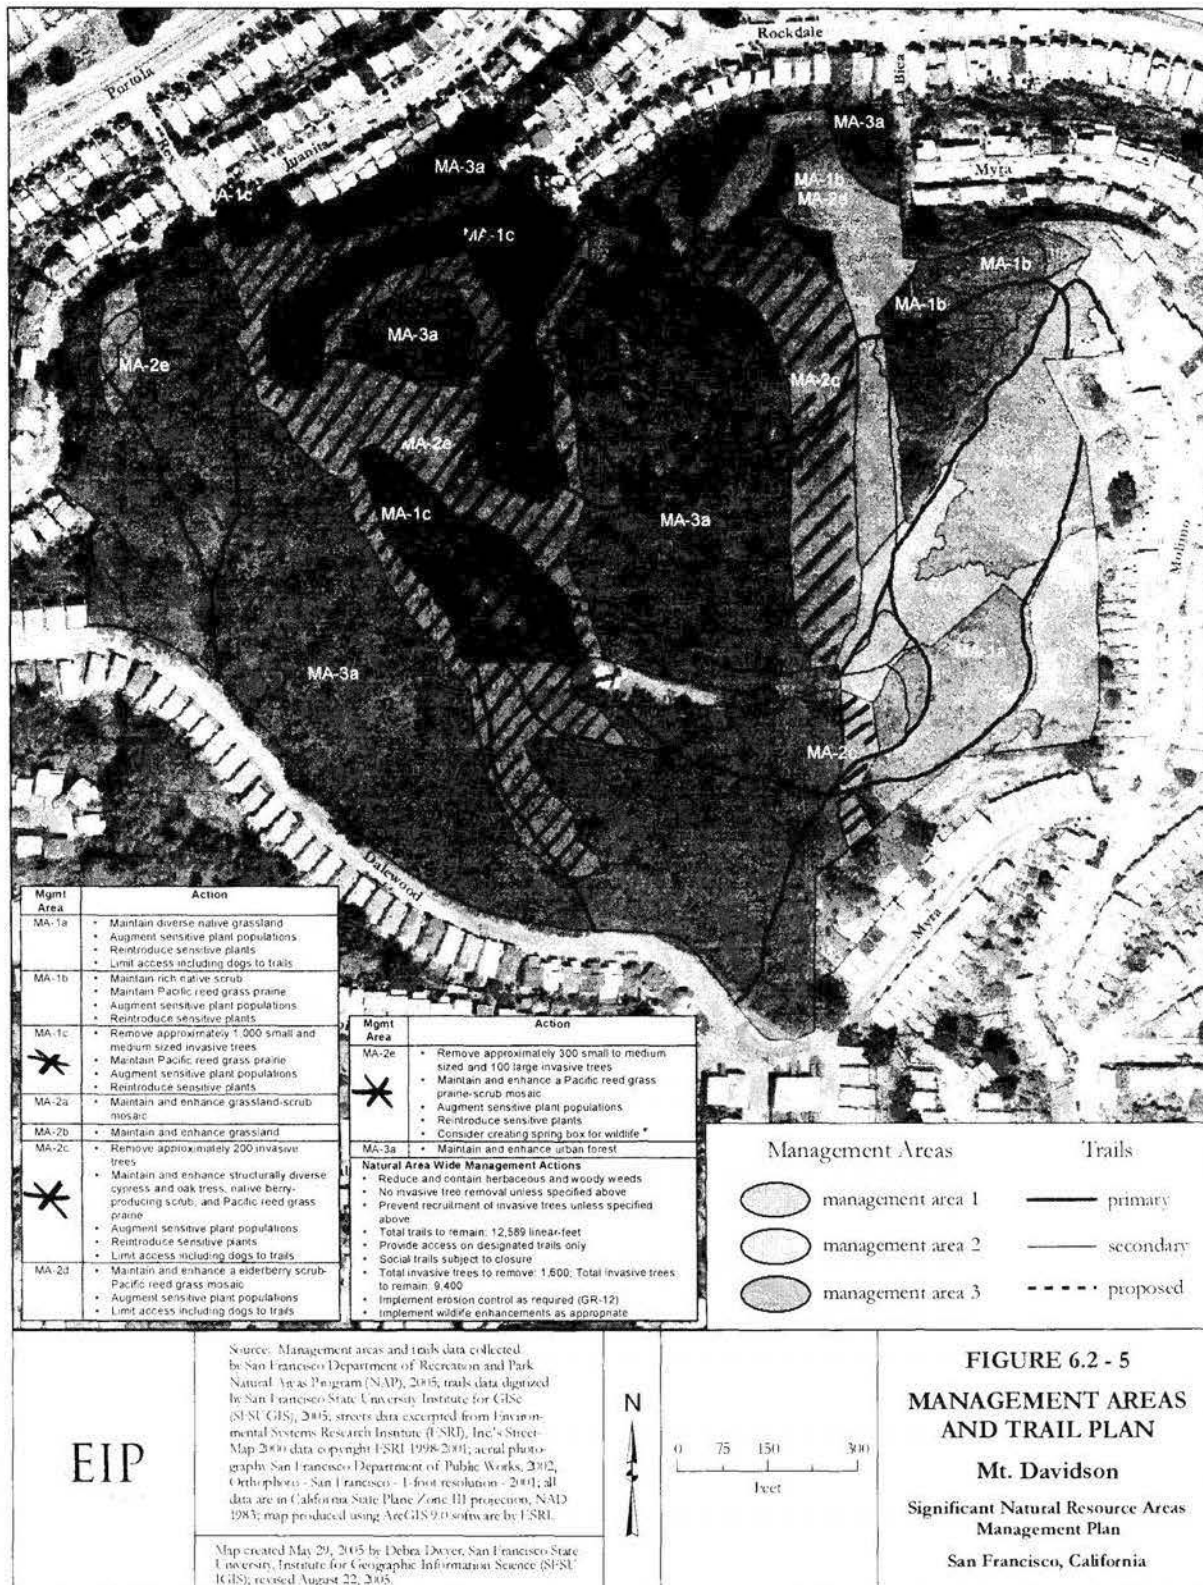 Rockdale
La Bica
Portola
Rex
Juanita
Myra
MA-3a
MA-3a
MA-1c
MA-1b
MA-2d
MA-1c
MA-1b
MA-1b
MA-3a
MA-2e
MA-2c
MA-2e
MA-1c
MA-3a
MA-1a
MA-3a
MA-2c
Molimo
Dalewood
Myra
Mgmt Area
Action
MA-1a
• Maintain diverse native grassland
• Augment sensitive plant populations
• Reintroduce sensitive plants
• Limit access including dogs to trails
MA-1b
• Maintain rich native scrub
• Maintain Pacific reed grass prairie
• Augment sensitive plant populations
• Reintroduce sensitive plants
MA-1c
• Remove approximately 1,000 small and
medium sized invasive trees
• Maintain Pacific reed grass prairie
• Augment sensitive plant populations
• Reintroduce sensitive plants
MA-2a
• Maintain and enhance grassland-scrub
mosaic
MA-2b
• Maintain and enhance grassland
MA-2c
• Remove approximately 200 invasive
trees
• Maintain and enhance structurally diverse
cypress and oak tress, native berry-
producing scrub, and Pacific reed grass
prairie
• Augment sensitive plant populations
• Reintroduce sensitive plants
• Limit access including dogs to trails
MA-2d
• Maintain and enhance a elderberry scrub-
Pacific reed grass mosaic
• Augment sensitive plant populations
• Limit access including dogs to trails
Mgmt Area
Action
MA-2e
• Remove approximately 300 small to medium
sized and 100 large invasive trees
• Maintain and enhance a Pacific reed grass
prairie-scrub mosaic
• Augment sensitive plant populations
• Reintroduce sensitive plants
• Consider creating spring box for wildlife *
MA-3a
• Maintain and enhance urban forest
Natural Area Wide Management Actions
• Reduce and contain herbaceous and woody weeds
• No invasive tree removal unless specified above
• Prevent recruitment of invasive trees unless specified
above
• Total trails to remain: 12,589 linear-feet
• Provide access on designated trails only
• Social trails subject to closure
• Total invasive trees to remove: 1,600; Total invasive trees
to remain: 9,400
• Implement erosion control as required (GR-12)
• Implement wildlife enhancements as appropriate
Management Areas
management area 1
management area 2
management area 3
Trails
primary
secondary
proposed
EIP
Source: Management areas and trails data collected
by San Francisco Department of Recreation and Park
Natural Areas Program (NAP), 2005; trails data digitized
by San Francisco State University Institute for GISc
(SFSU GIS), 2005; streets data excerpted from Environ-
mental Systems Research Institute (ESRI), Inc.'s Street-
Map 2000 data copyright ESRI 1998-2001; aerial photo-
graphy San Francisco Department of Public Works, 2002,
Orthophoto - San Francisco - 1-foot resolution - 2001; all
data are in California State Plane Zone III projection, NAD
1983; map produced using ArcGIS 9.0 software by ESRI.
Map created May 29, 2005 by Debra Dwyer, San Francisco State
University, Institute for Geographic Information Science (SFSU
IGIS); revised August 22, 2005.
N
0 75 150 300
Feet
FIGURE 6.2 - 5
MANAGEMENT AREAS
AND TRAIL PLAN
Mt. Davidson
Significant Natural Resource Areas
Management Plan
San Francisco, California